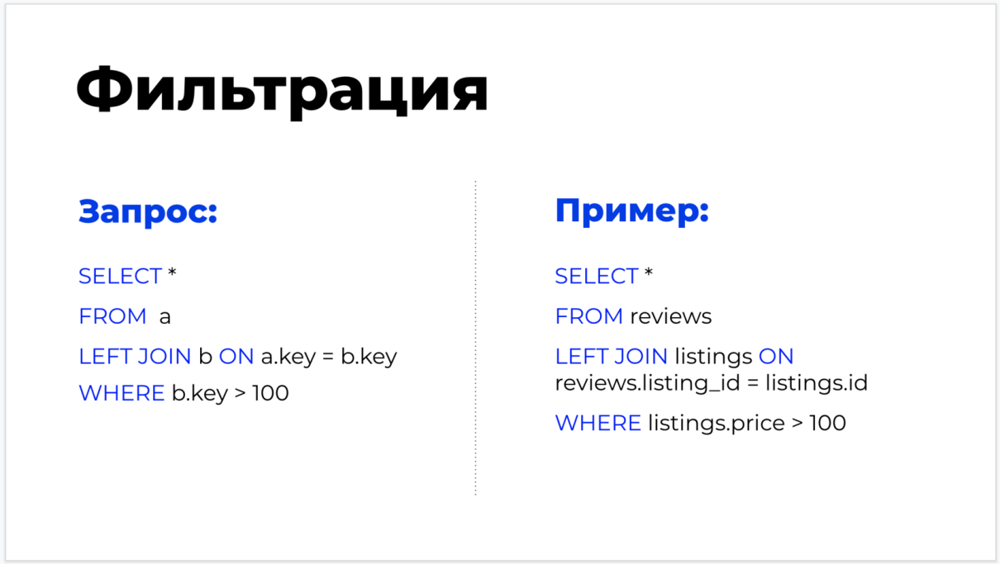 Фильтрация
Запрос:
SELECT *
FROM a
LEFT JOIN b ON a.key = b.key
WHERE b.key > 100
Пример:
SELECT *
FROM reviews
LEFT JOIN listings ON
reviews.listing_id = listings.id
WHERE listings.price > 100